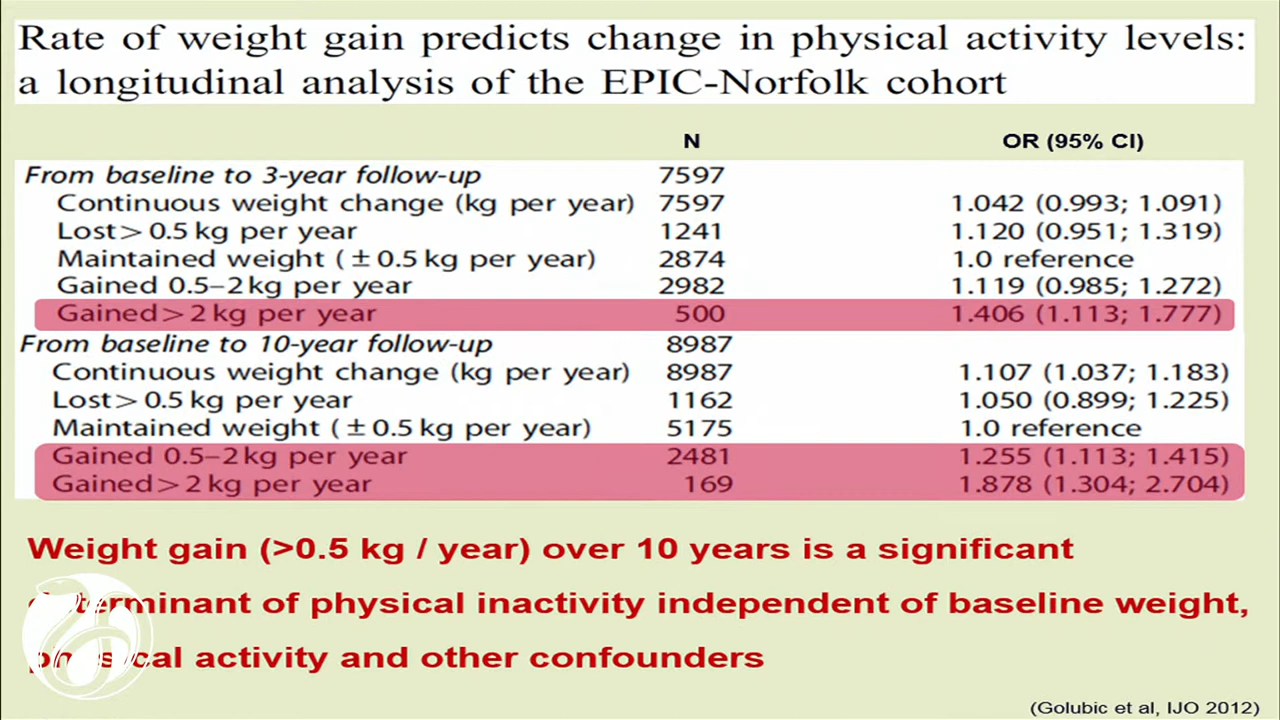 Rate of weight gain predicts change in physical activity levels:
a longitudinal analysis of the EPIC-Norfolk cohort
N OR (95% CI)
From baseline to 3-year follow-up 7597
Continuous weight change (kg per year) 7597 1.042 (0.993; 1.091)
Lost > 0.5 kg per year 1241 1.120 (0.951; 1.319)
Maintained weight (±0.5 kg per year) 2874 1.0 reference
Gained 0.5–2 kg per year 2982 1.119 (0.985; 1.272)
Gained > 2 kg per year 500 1.406 (1.113; 1.777)
From baseline to 10-year follow-up 8987
Continuous weight change (kg per year) 8987 1.107 (1.037; 1.183)
Lost > 0.5 kg per year 1162 1.050 (0.899; 1.225)
Maintained weight (±0.5 kg per year) 5175 1.0 reference
Gained 0.5–2 kg per year 2481 1.255 (1.113; 1.415)
Gained > 2 kg per year 169 1.878 (1.304; 2.704)
Weight gain (>0.5 kg / year) over 10 years is a significant
determinant of physical inactivity independent of baseline weight,
physical activity and other confounders
(Golubic et al, IJO 2012)